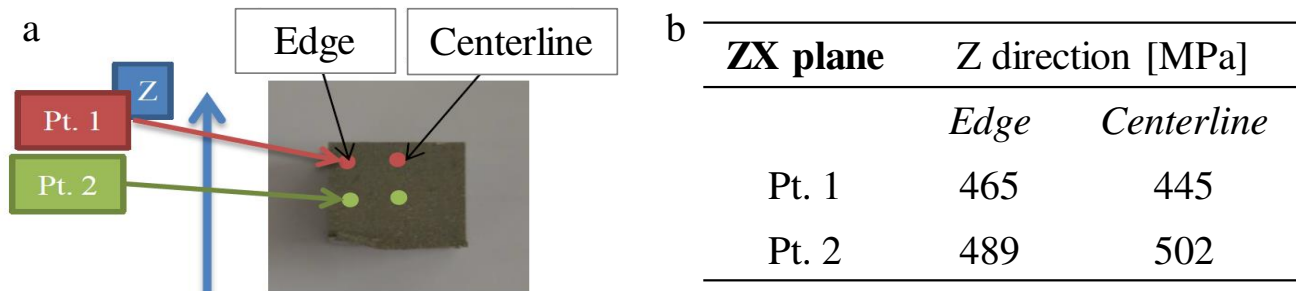 a
Edge
Centerline
Z
Pt. 1
Pt. 2
b
ZX plane Z direction [MPa]
Edge Centerline
Pt. 1 465 445
Pt. 2 489 502